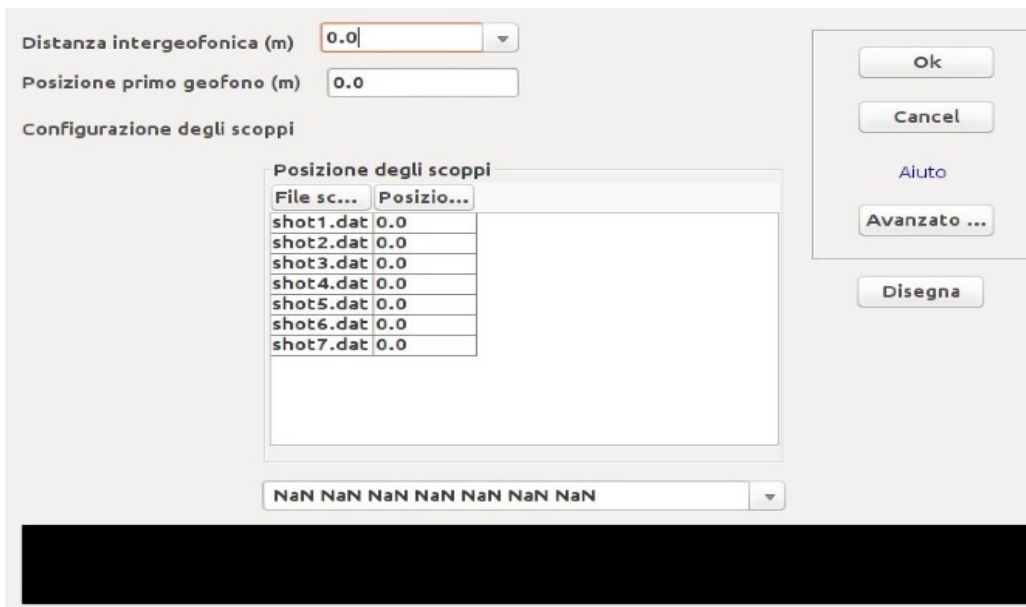 Distanza intergeofonica (m) 0.0
Posizione primo geofono (m) 0.0
Configurazione degli scoppi
Posizione degli scoppi
File sc... Posizio...
shot1.dat 0.0
shot2.dat 0.0
shot3.dat 0.0
shot4.dat 0.0
shot5.dat 0.0
shot6.dat 0.0
shot7.dat 0.0
NaN NaN NaN NaN NaN NaN NaN
Ok
Cancel
Aiuto
Avanzato ...
Disegna